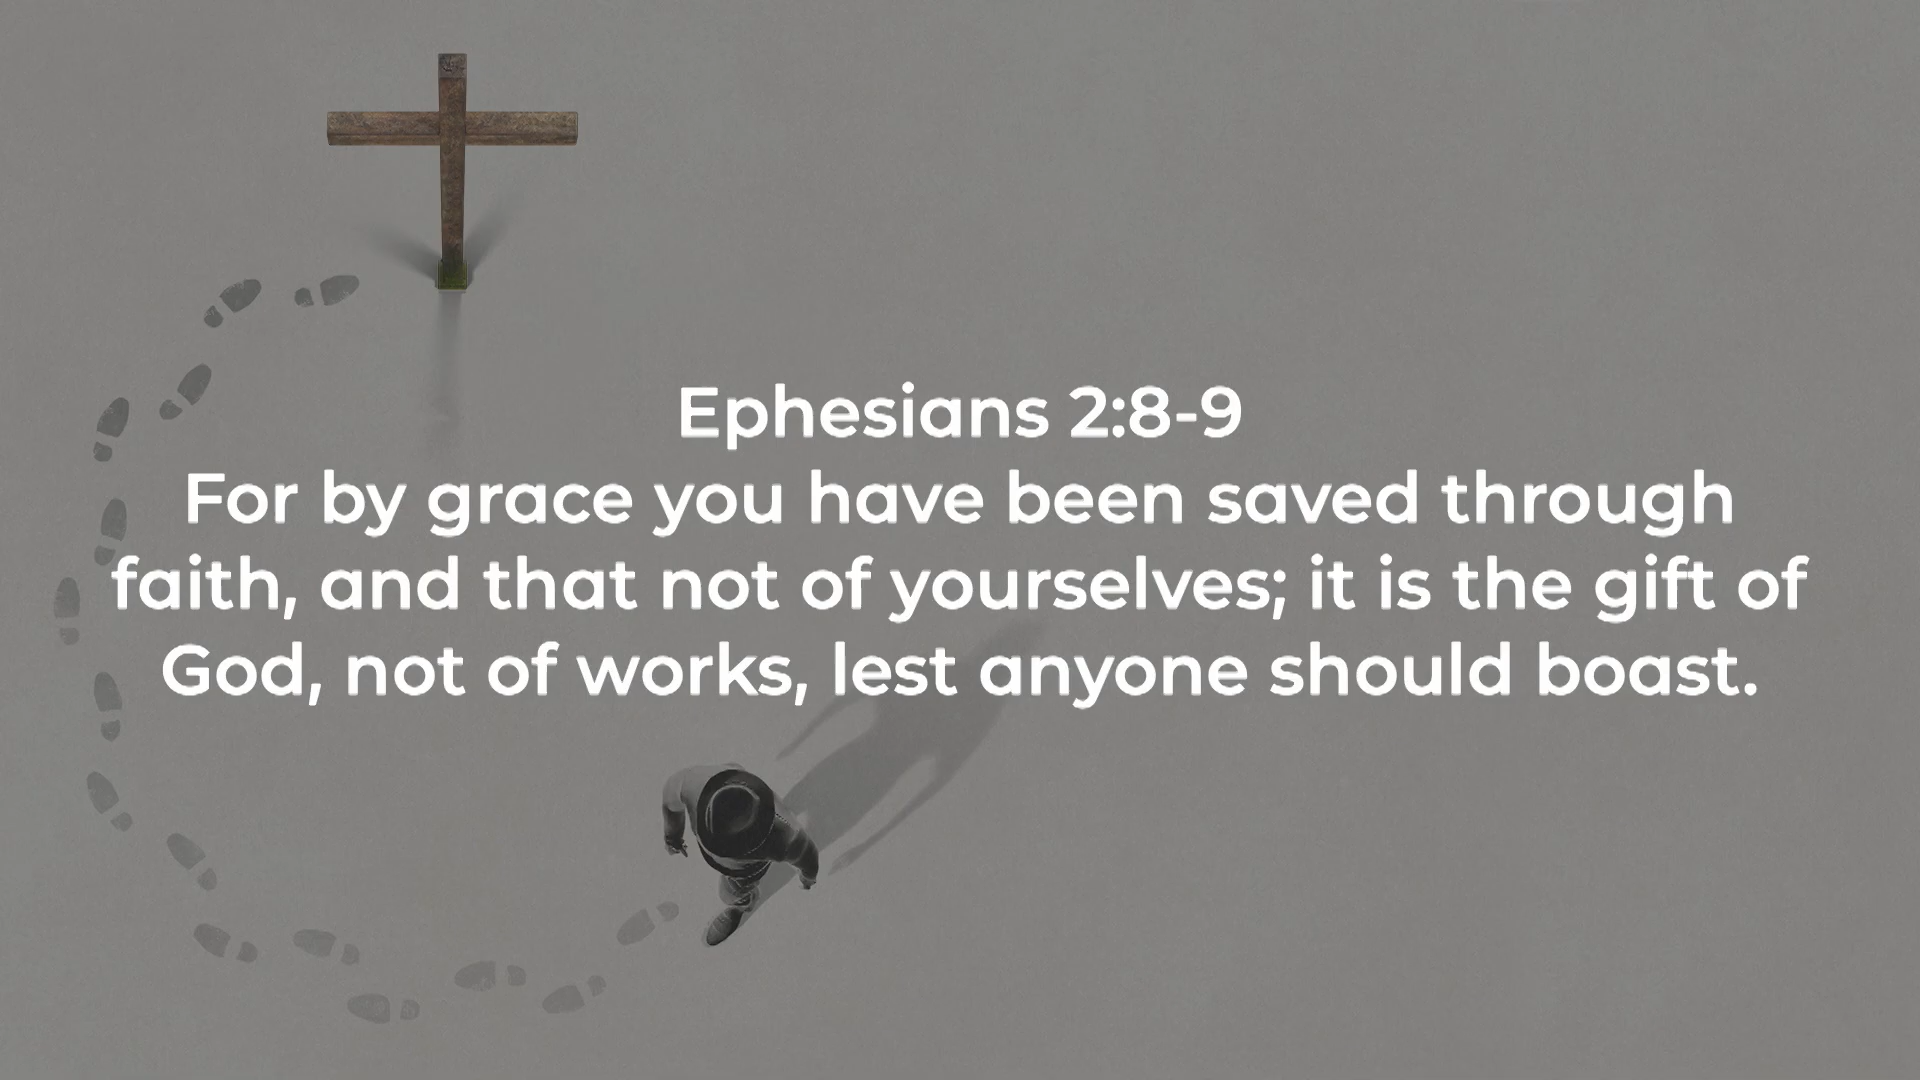 Ephesians 2:8-9
For by grace you have been saved through
faith, and that not of yourselves; it is the gift of
God, not of works, lest anyone should boast.